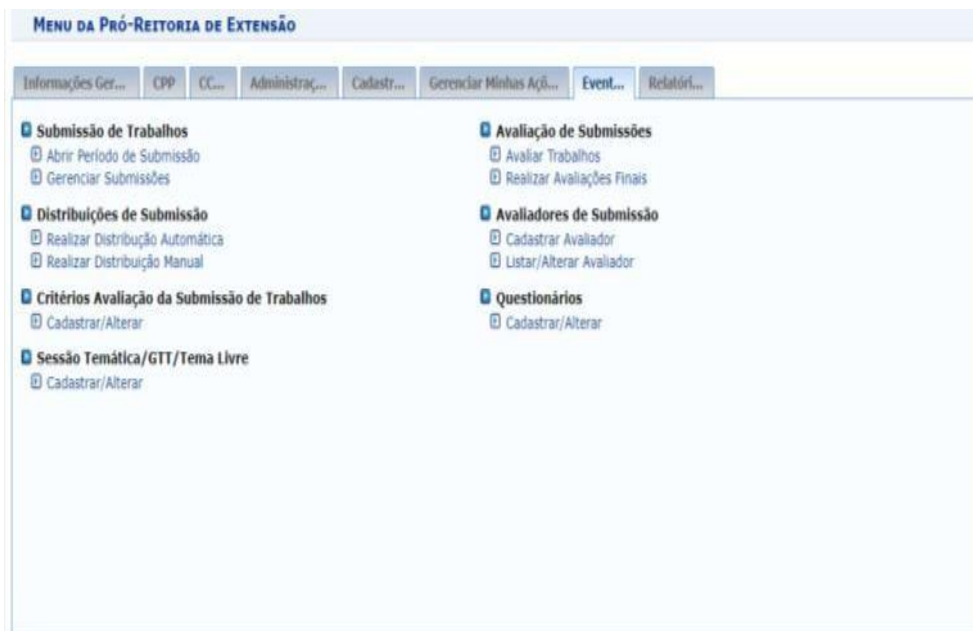 MENU DA PRÓ-REITORIA DE EXTENSÃO
Informações Ger... CPP CC... Administraç... Cadastr... Gerenciar Minhas Açõ... Event... Relatóri...
Submissão de Trabalhos
Abrir Período de Submissão
Gerenciar Submissões
Distribuições de Submissão
Realizar Distribução Automática
Realizar Distribuição Manual
Critérios Avaliação da Submissão de Trabalhos
Cadastrar/Alterar
Sessão Temática/GTT/Tema Livre
Cadastrar/Alterar
Avaliação de Submissões
Avaliar Trabalhos
Realizar Avaliações Finais
Avaliadores de Submissão
Cadastrar Avaliador
Listar/Alterar Avaliador
Questionários
Cadastrar/Alterar